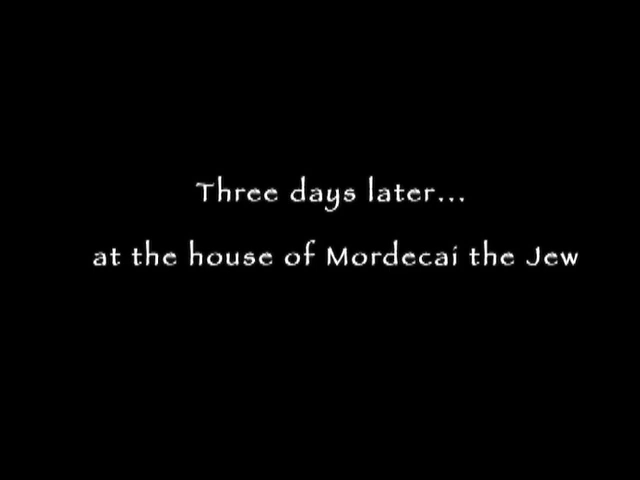 Three days later...
at the house of Mordecai the Jew